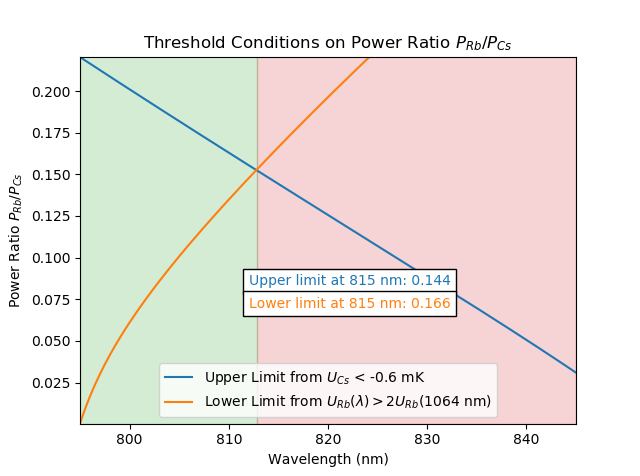 Threshold Conditions on Power Ratio P_Rb/P_Cs
Power Ratio P_Rb/P_Cs
0.200
0.175
0.150
0.125
0.100
0.075
0.050
0.025
Upper limit at 815 nm: 0.144
Lower limit at 815 nm: 0.166
Upper Limit from U_Cs < -0.6 mK
Lower Limit from U_Rb(λ) > 2U_Rb(1064 nm)
800 810 820 830 840
Wavelength (nm)